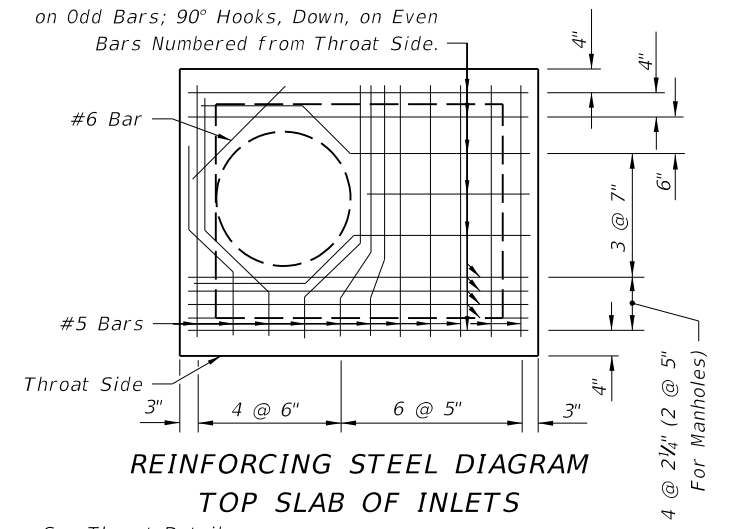 on Odd Bars; 90° Hooks, Down, on Even
Bars Numbered from Throat Side.
4"
4"
#6 Bar
6"
3 @ 7"
#5 Bars
Throat Side
4"
3"
4 @ 6"
6 @ 5"
3"
4 @ 2¼" (2 @ 5"
For Manholes)
REINFORCING STEEL DIAGRAM
TOP SLAB OF INLETS